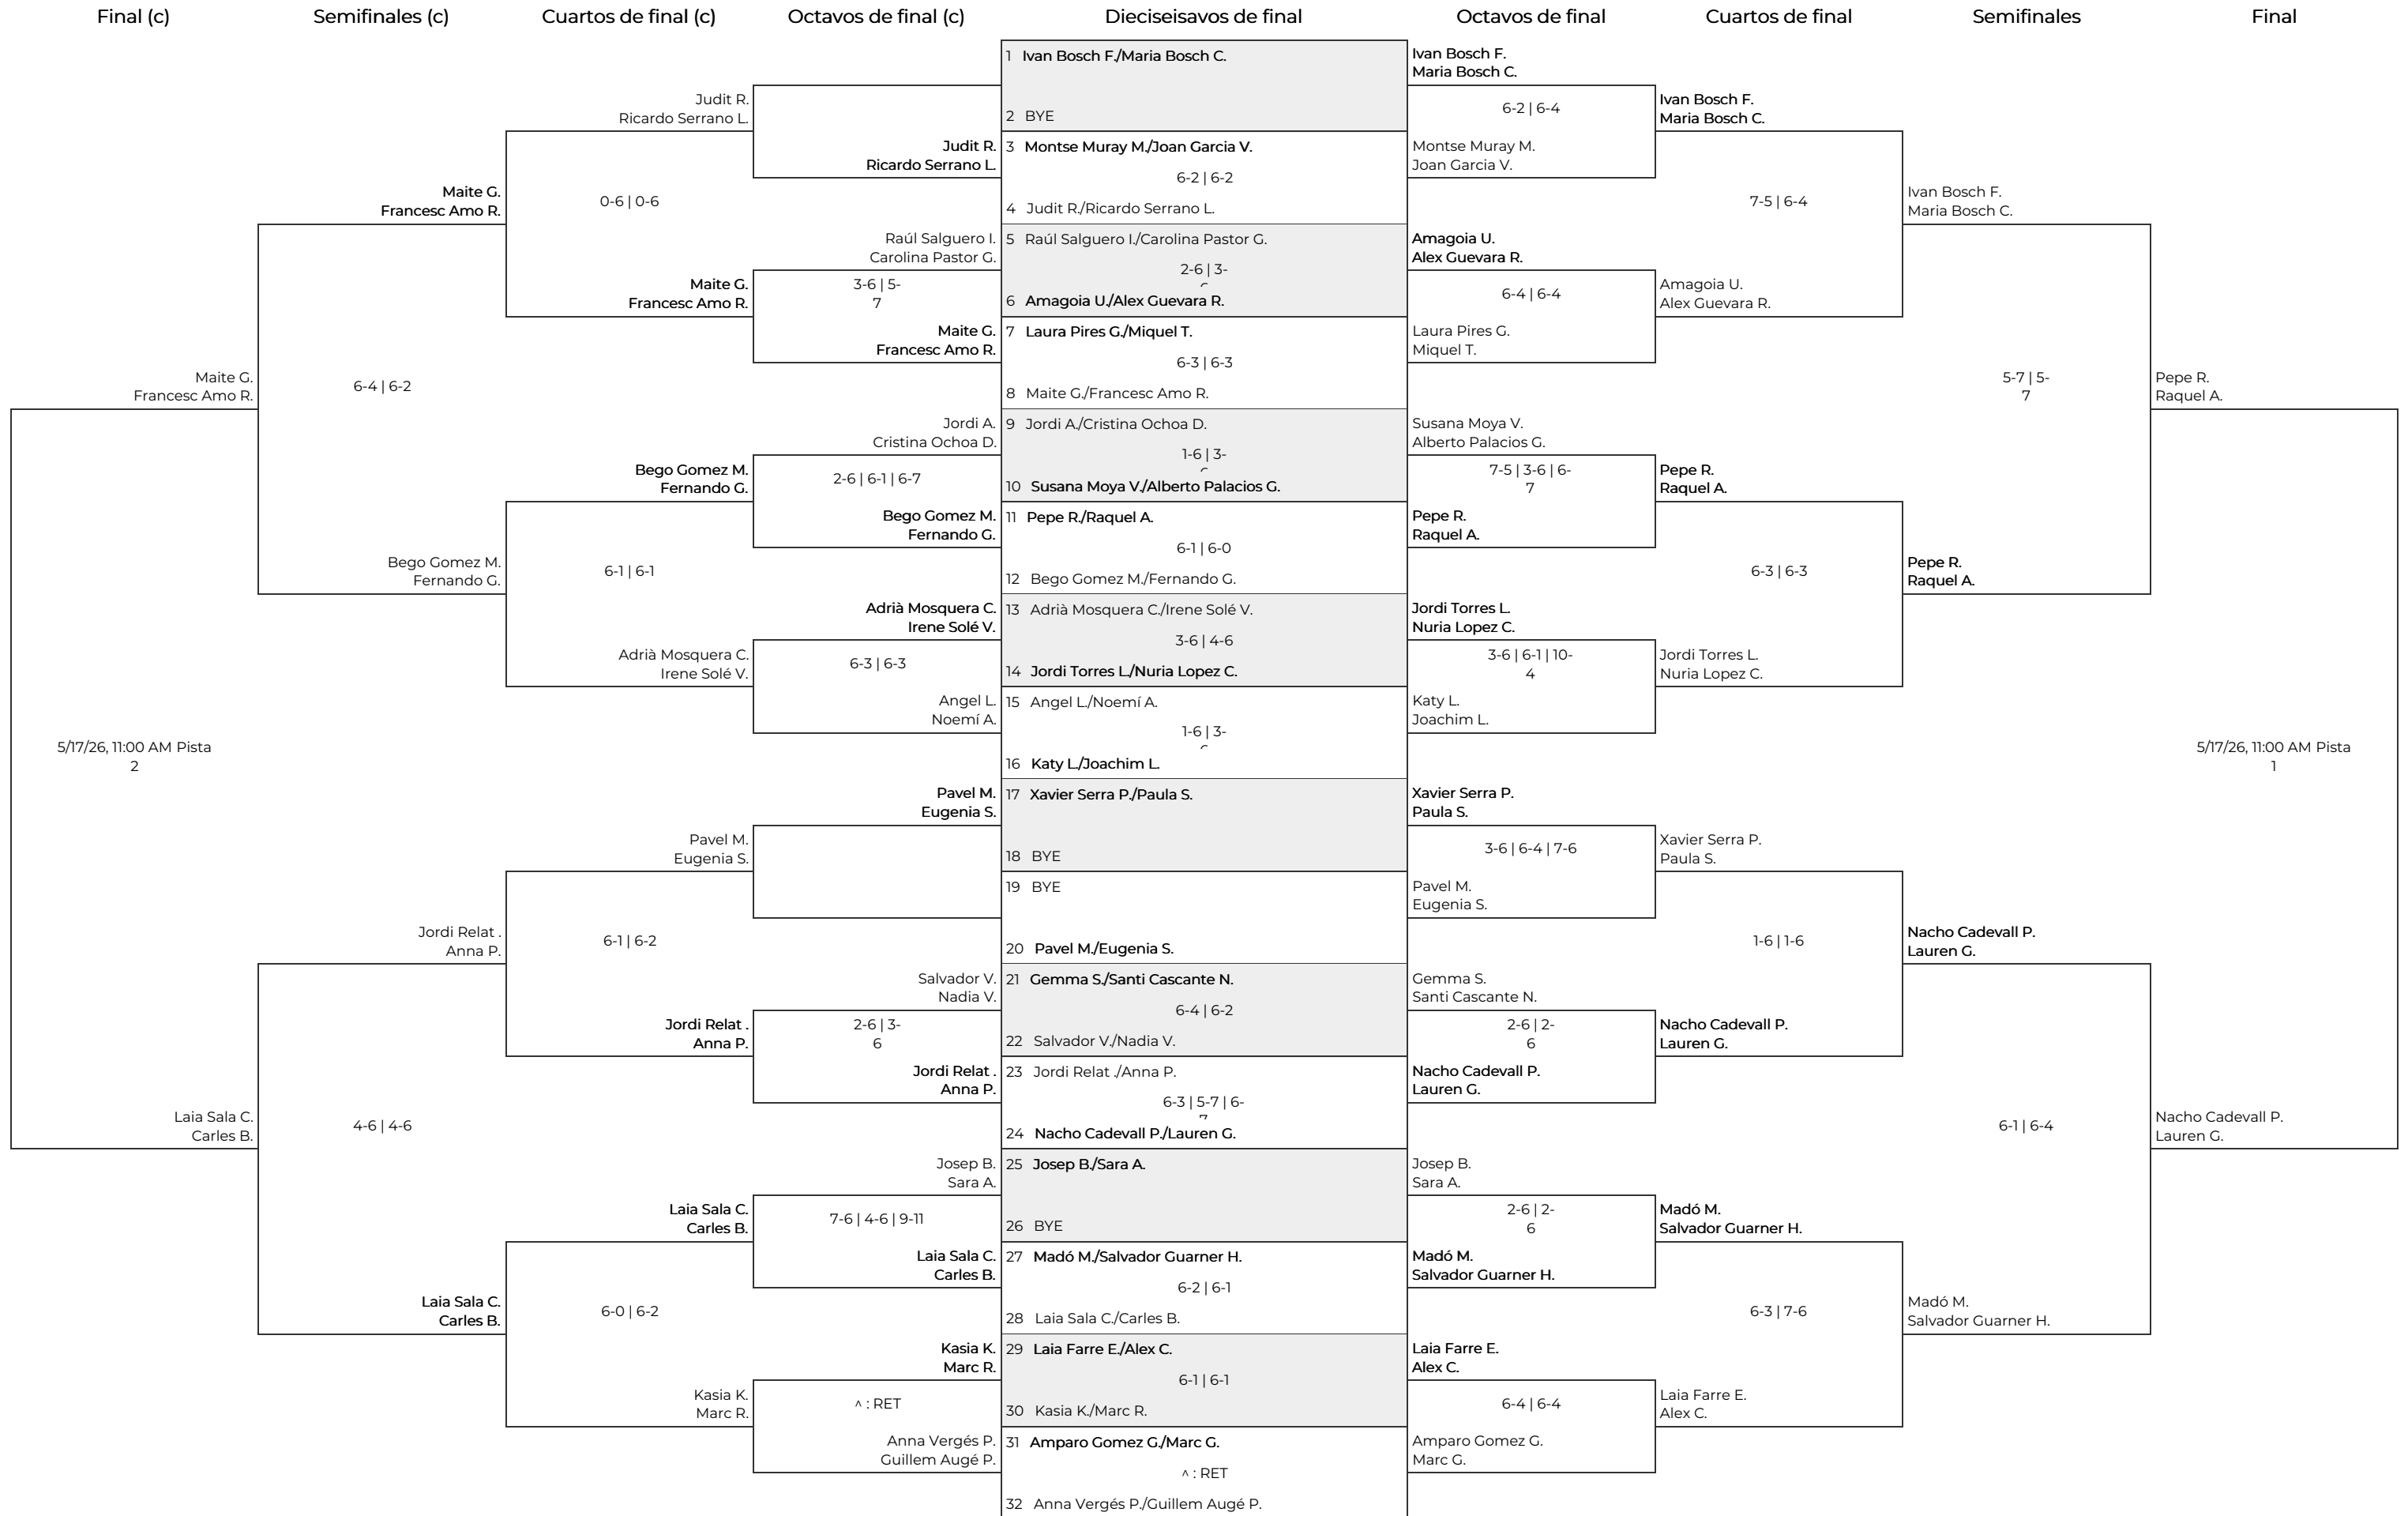 Final (c)
Semifinales (c)
Cuartos de final (c)
Octavos de final (c)
Dieciseisavos de final
Octavos de final
Cuartos de final
Semifinales
Final
Maite G.
Francesc Amo R.
5/17/26, 11:00 AM Pista
2
Laia Sala C.
Carles B.
Maite G.
Francesc Amo R.
6-4 | 6-2
Bego Gomez M.
Fernando G.
Jordi Relat .
Anna P.
4-6 | 4-6
Laia Sala C.
Carles B.
Judit R.
Ricardo Serrano L.
0-6 | 0-6
Maite G.
Francesc Amo R.
Bego Gomez M.
Fernando G.
6-1 | 6-1
Adrià Mosquera C.
Irene Solé V.
Pavel M.
Eugenia S.
6-1 | 6-2
Jordi Relat .
Anna P.
Laia Sala C.
Carles B.
6-0 | 6-2
Kasia K.
Marc R.
Judit R.
Ricardo Serrano L.
Raúl Salguero I.
Carolina Pastor G.
3-6 | 5-
7
Maite G.
Francesc Amo R.
Jordi A.
Cristina Ochoa D.
2-6 | 6-1 | 6-7
Bego Gomez M.
Fernando G.
Adrià Mosquera C.
Irene Solé V.
6-3 | 6-3
Angel L.
Noemí A.
Pavel M.
Eugenia S.
Salvador V.
Nadia V.
2-6 | 3-
6
Jordi Relat .
Anna P.
Josep B.
Sara A.
7-6 | 4-6 | 9-11
Laia Sala C.
Carles B.
Kasia K.
Marc R.
^ : RET
Anna Vergés P.
Guillem Augé P.
1 Ivan Bosch F./Maria Bosch C.
2 BYE
3 Montse Muray M./Joan Garcia V.
6-2 | 6-2
4 Judit R./Ricardo Serrano L.
5 Raúl Salguero I./Carolina Pastor G.
2-6 | 3-
6 Amagoia U./Alex Guevara R.
7 Laura Pires G./Miquel T.
6-3 | 6-3
8 Maite G./Francesc Amo R.
9 Jordi A./Cristina Ochoa D.
1-6 | 3-
10 Susana Moya V./Alberto Palacios G.
11 Pepe R./Raquel A.
6-1 | 6-0
12 Bego Gomez M./Fernando G.
13 Adrià Mosquera C./Irene Solé V.
3-6 | 4-6
14 Jordi Torres L./Nuria Lopez C.
15 Angel L./Noemí A.
1-6 | 3-
16 Katy L./Joachim L.
17 Xavier Serra P./Paula S.
18 BYE
19 BYE
20 Pavel M./Eugenia S.
21 Gemma S./Santi Cascante N.
6-4 | 6-2
22 Salvador V./Nadia V.
23 Jordi Relat ./Anna P.
6-3 | 5-7 | 6-
24 Nacho Cadevall P./Lauren G.
25 Josep B./Sara A.
26 BYE
27 Madó M./Salvador Guarner H.
6-2 | 6-1
28 Laia Sala C./Carles B.
29 Laia Farre E./Alex C.
6-1 | 6-1
30 Kasia K./Marc R.
31 Amparo Gomez G./Marc G.
^ : RET
32 Anna Vergés P./Guillem Augé P.
Ivan Bosch F.
Maria Bosch C.
6-2 | 6-4
Montse Muray M.
Joan Garcia V.
Amagoia U.
Alex Guevara R.
6-4 | 6-4
Laura Pires G.
Miquel T.
Susana Moya V.
Alberto Palacios G.
7-5 | 3-6 | 6-
7
Pepe R.
Raquel A.
Jordi Torres L.
Nuria Lopez C.
3-6 | 6-1 | 10-
4
Katy L.
Joachim L.
Xavier Serra P.
Paula S.
3-6 | 6-4 | 7-6
Pavel M.
Eugenia S.
Gemma S.
Santi Cascante N.
2-6 | 2-
6
Nacho Cadevall P.
Lauren G.
Josep B.
Sara A.
2-6 | 2-
6
Madó M.
Salvador Guarner H.
Laia Farre E.
Alex C.
6-4 | 6-4
Amparo Gomez G.
Marc G.
Ivan Bosch F.
Maria Bosch C.
7-5 | 6-4
Amagoia U.
Alex Guevara R.
Pepe R.
Raquel A.
6-3 | 6-3
Jordi Torres L.
Nuria Lopez C.
Xavier Serra P.
Paula S.
1-6 | 1-6
Nacho Cadevall P.
Lauren G.
Madó M.
Salvador Guarner H.
6-3 | 7-6
Laia Farre E.
Alex C.
Ivan Bosch F.
Maria Bosch C.
5-7 | 5-
7
Pepe R.
Raquel A.
Nacho Cadevall P.
Lauren G.
6-1 | 6-4
Madó M.
Salvador Guarner H.
Pepe R.
Raquel A.
5/17/26, 11:00 AM Pista
1
Nacho Cadevall P.
Lauren G.